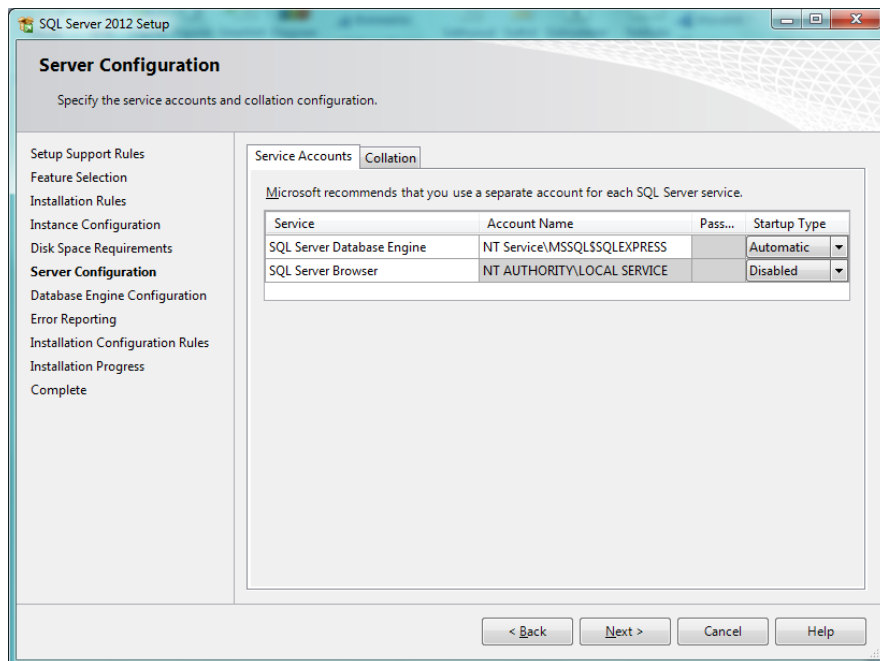 SQL Server 2012 Setup
Server Configuration
Specify the service accounts and collation configuration.
Setup Support Rules
Feature Selection
Installation Rules
Instance Configuration
Disk Space Requirements
Server Configuration
Database Engine Configuration
Error Reporting
Installation Configuration Rules
Installation Progress
Complete
Service Accounts Collation
Microsoft recommends that you use a separate account for each SQL Server service.
Service Account Name Pass... Startup Type
SQL Server Database Engine NT Service\MSSQL$SQLEXPRESS Automatic
SQL Server Browser NT AUTHORITY\LOCAL SERVICE Disabled
< Back Next > Cancel Help